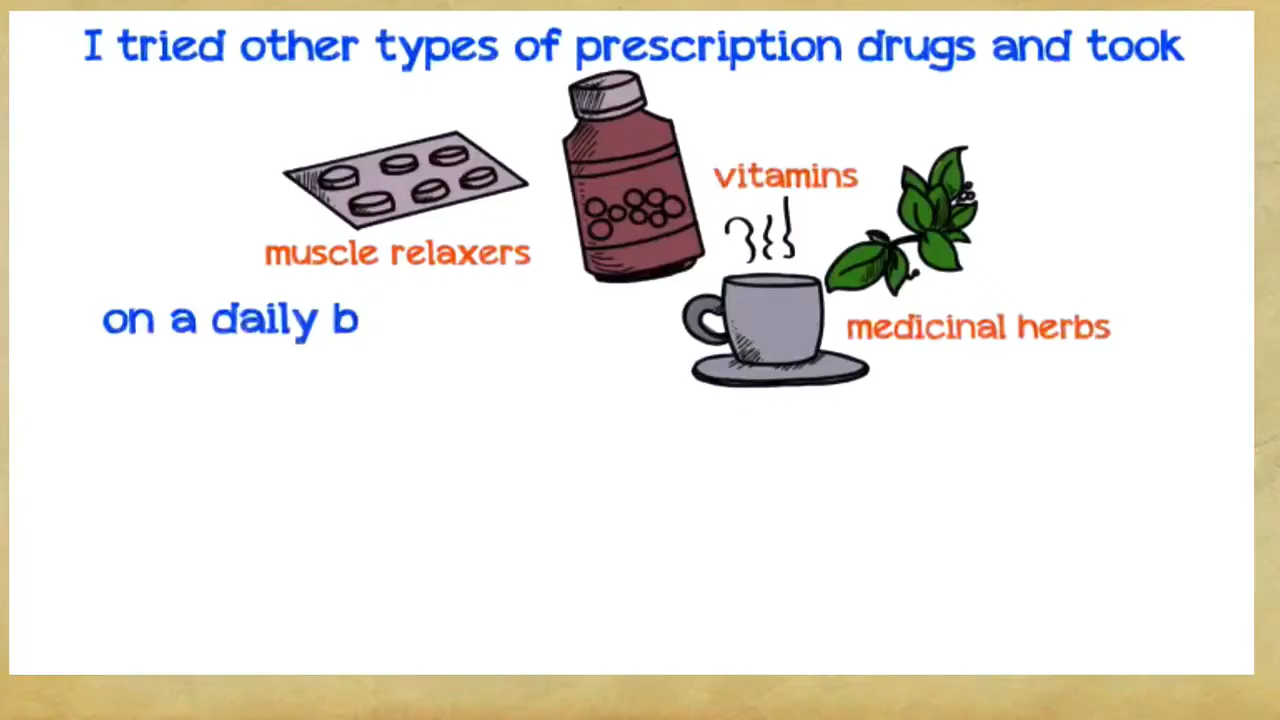 I tried other types of prescription drugs and took
vitamins
muscle relaxers
on a daily b
medicinal herbs